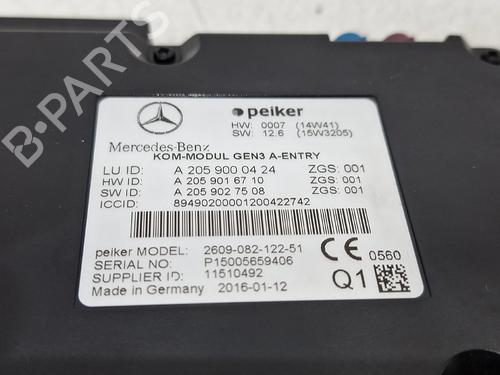 peiker
HW: 0007 (14W41)
SW: 12.6 (15W3205)
Mercedes-Benz
KOM-MODUL GEN3 A-ENTRY
LU ID: A 205 900 04 24 ZGS: 001
HW ID: A 205 901 67 10 ZGS: 001
SW ID: A 205 902 75 08 ZGS: 001
ICCID: 89490200001200422742
peiker MODEL: 2609-082-122-51
SERIAL NO: P15005659406
SUPPLIER ID: 11510492
Made in Germany 2016-01-12
CE 0560
Q1
B-PARTS
B-PARTS
B-PARTS